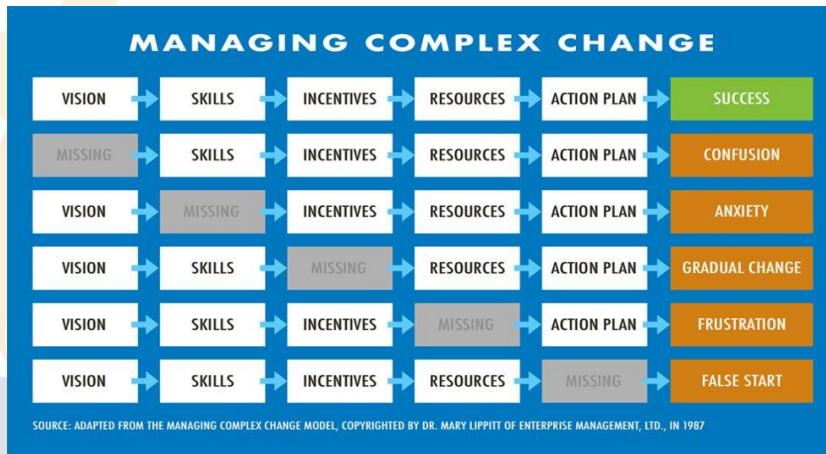 MANAGING COMPLEX CHANGE
VISION SKILLS INCENTIVES RESOURCES ACTION PLAN SUCCESS
MISSING SKILLS INCENTIVES RESOURCES ACTION PLAN CONFUSION
VISION MISSING INCENTIVES RESOURCES ACTION PLAN ANXIETY
VISION SKILLS MISSING RESOURCES ACTION PLAN GRADUAL CHANGE
VISION SKILLS INCENTIVES MISSING ACTION PLAN FRUSTRATION
VISION SKILLS INCENTIVES RESOURCES MISSING FALSE START
SOURCE: ADAPTED FROM THE MANAGING COMPLEX CHANGE MODEL, COPYRIGHTED BY DR. MARY LIPPITT OF ENTERPRISE MANAGEMENT, LTD., IN 1987